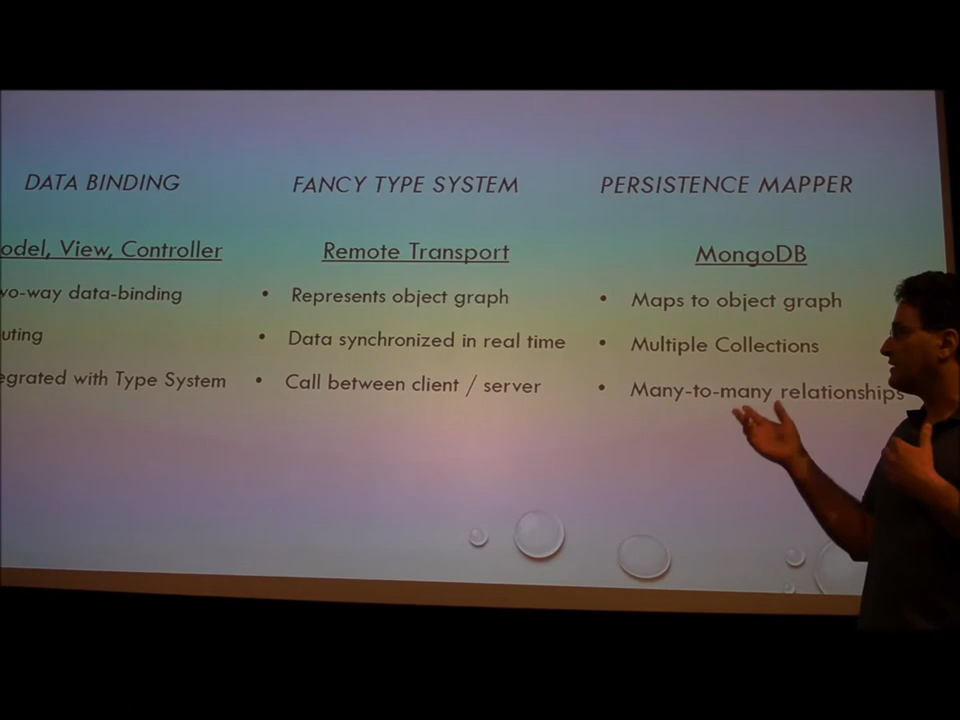 DATA BINDING
odel, View, Controller
wo-way data-binding
uting
egrated with Type System
FANCY TYPE SYSTEM
Remote Transport
• Represents object graph
• Data synchronized in real time
• Call between client / server
PERSISTENCE MAPPER
MongoDB
• Maps to object graph
• Multiple Collections
• Many-to-many relationships